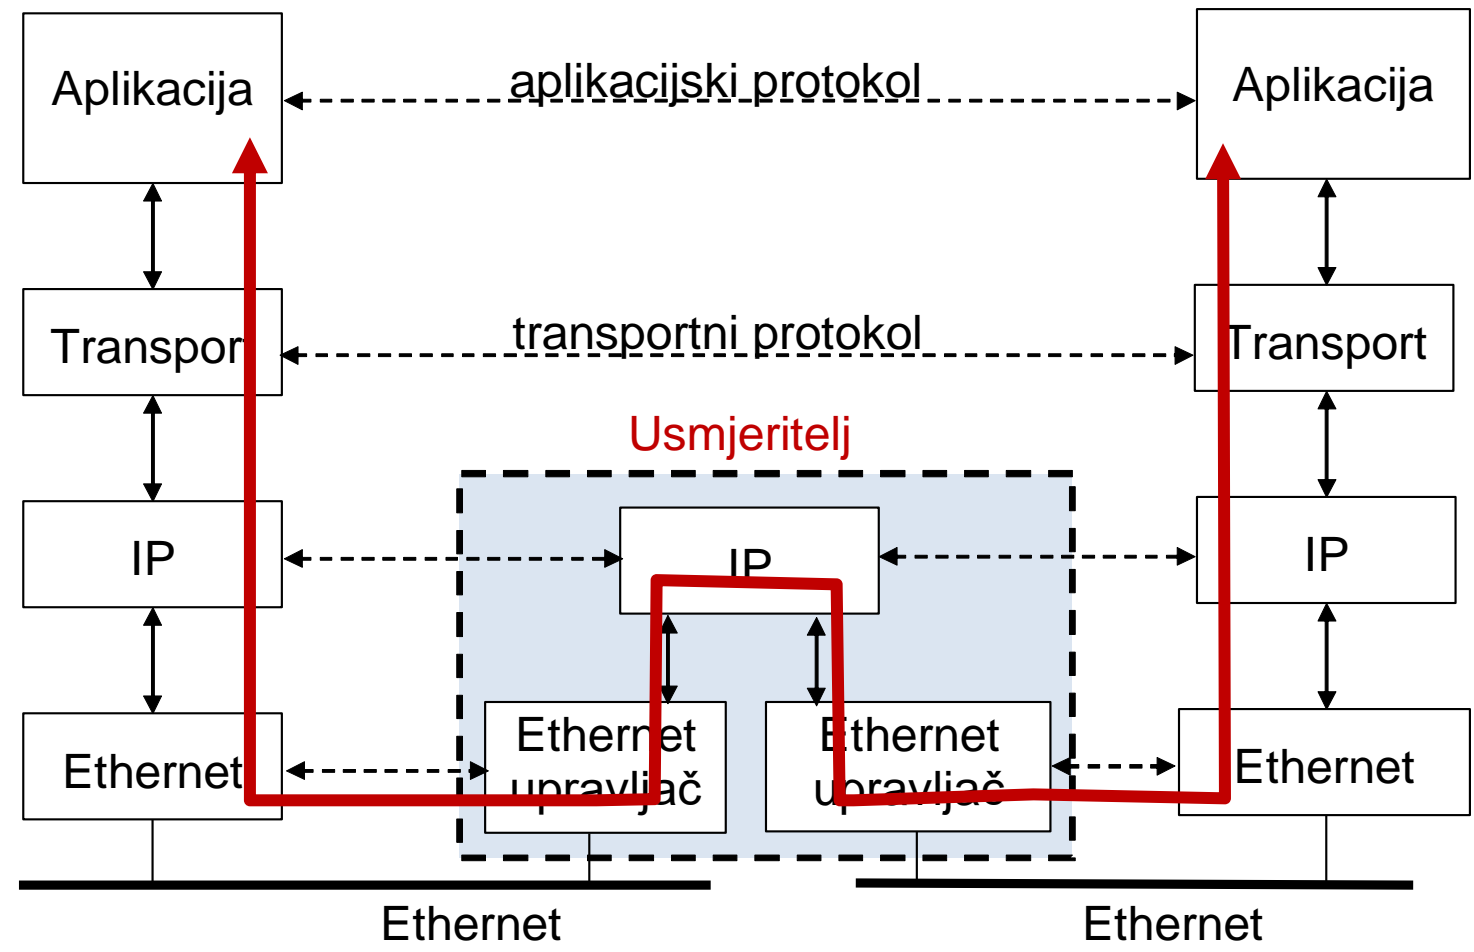 Aplikacija
aplikacijski protokol
Aplikacija
Transport
transportni protokol
Transport
Usmjeritelj
IP
IP
IP
Ethernet
Ethernet
upravljač
Ethernet
upravljač
Ethernet
Ethernet
Ethernet